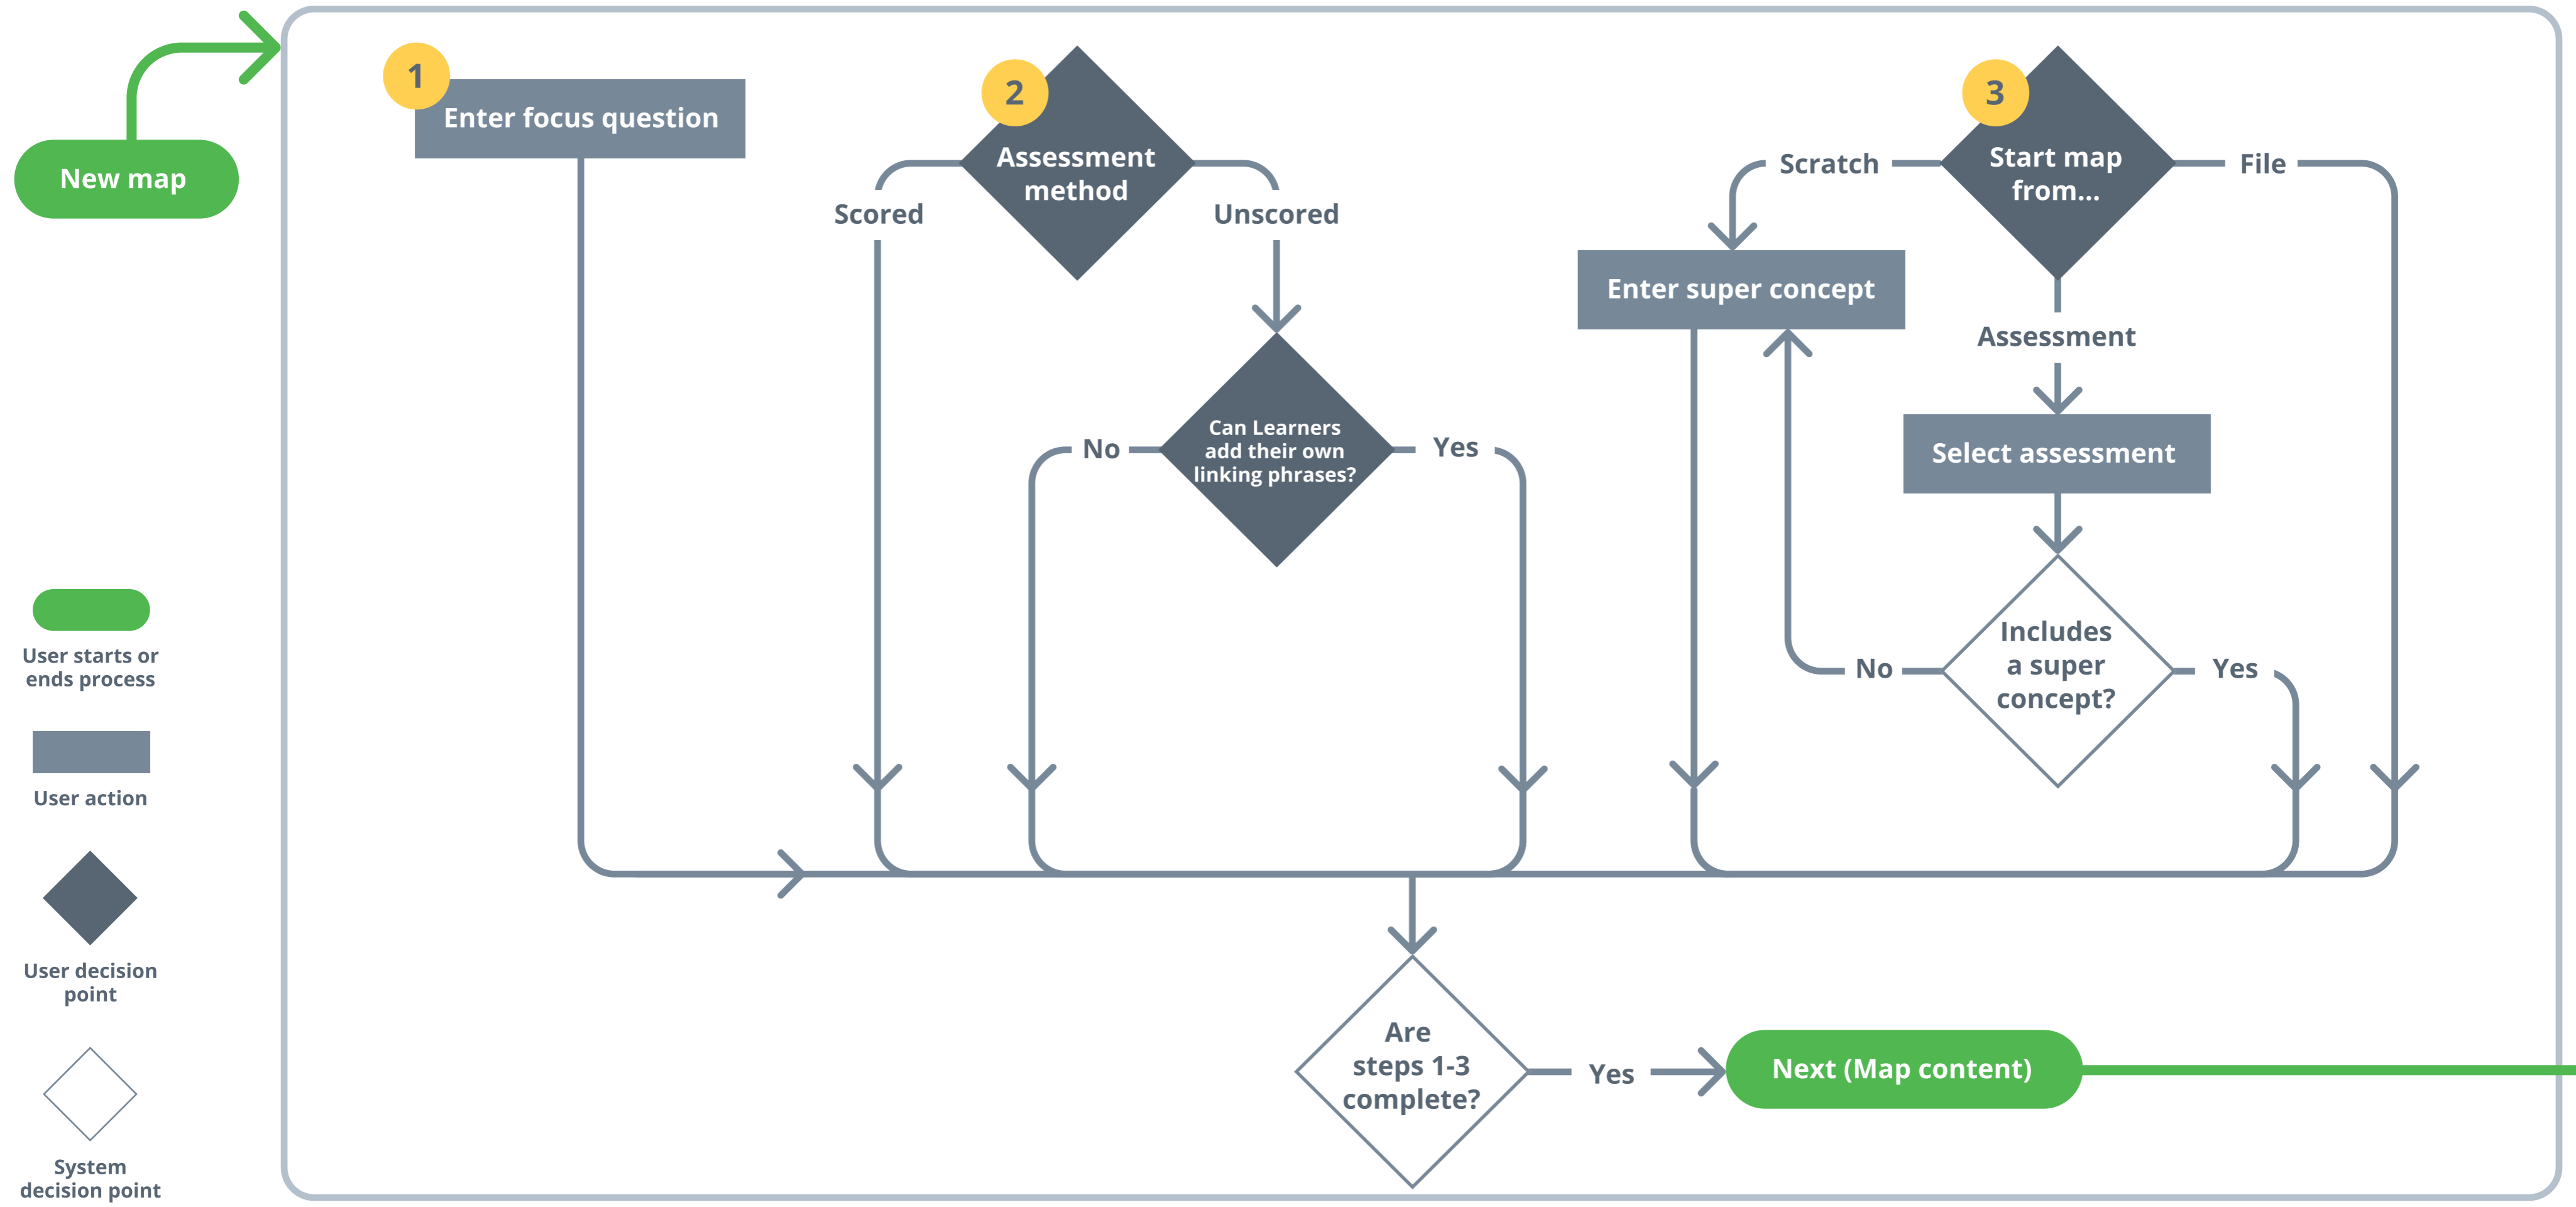 New map
1
Enter focus question
2
Assessment
method
Scored
Unscored
Can Learners
add their own
linking phrases?
No
Yes
3
Start map
from...
Scratch
File
Enter super concept
Assessment
Select assessment
Includes
a super
concept?
No
Yes
Are
steps 1-3
complete?
Yes
Next (Map content)
User starts or
ends process
User action
User decision
point
System
decision point